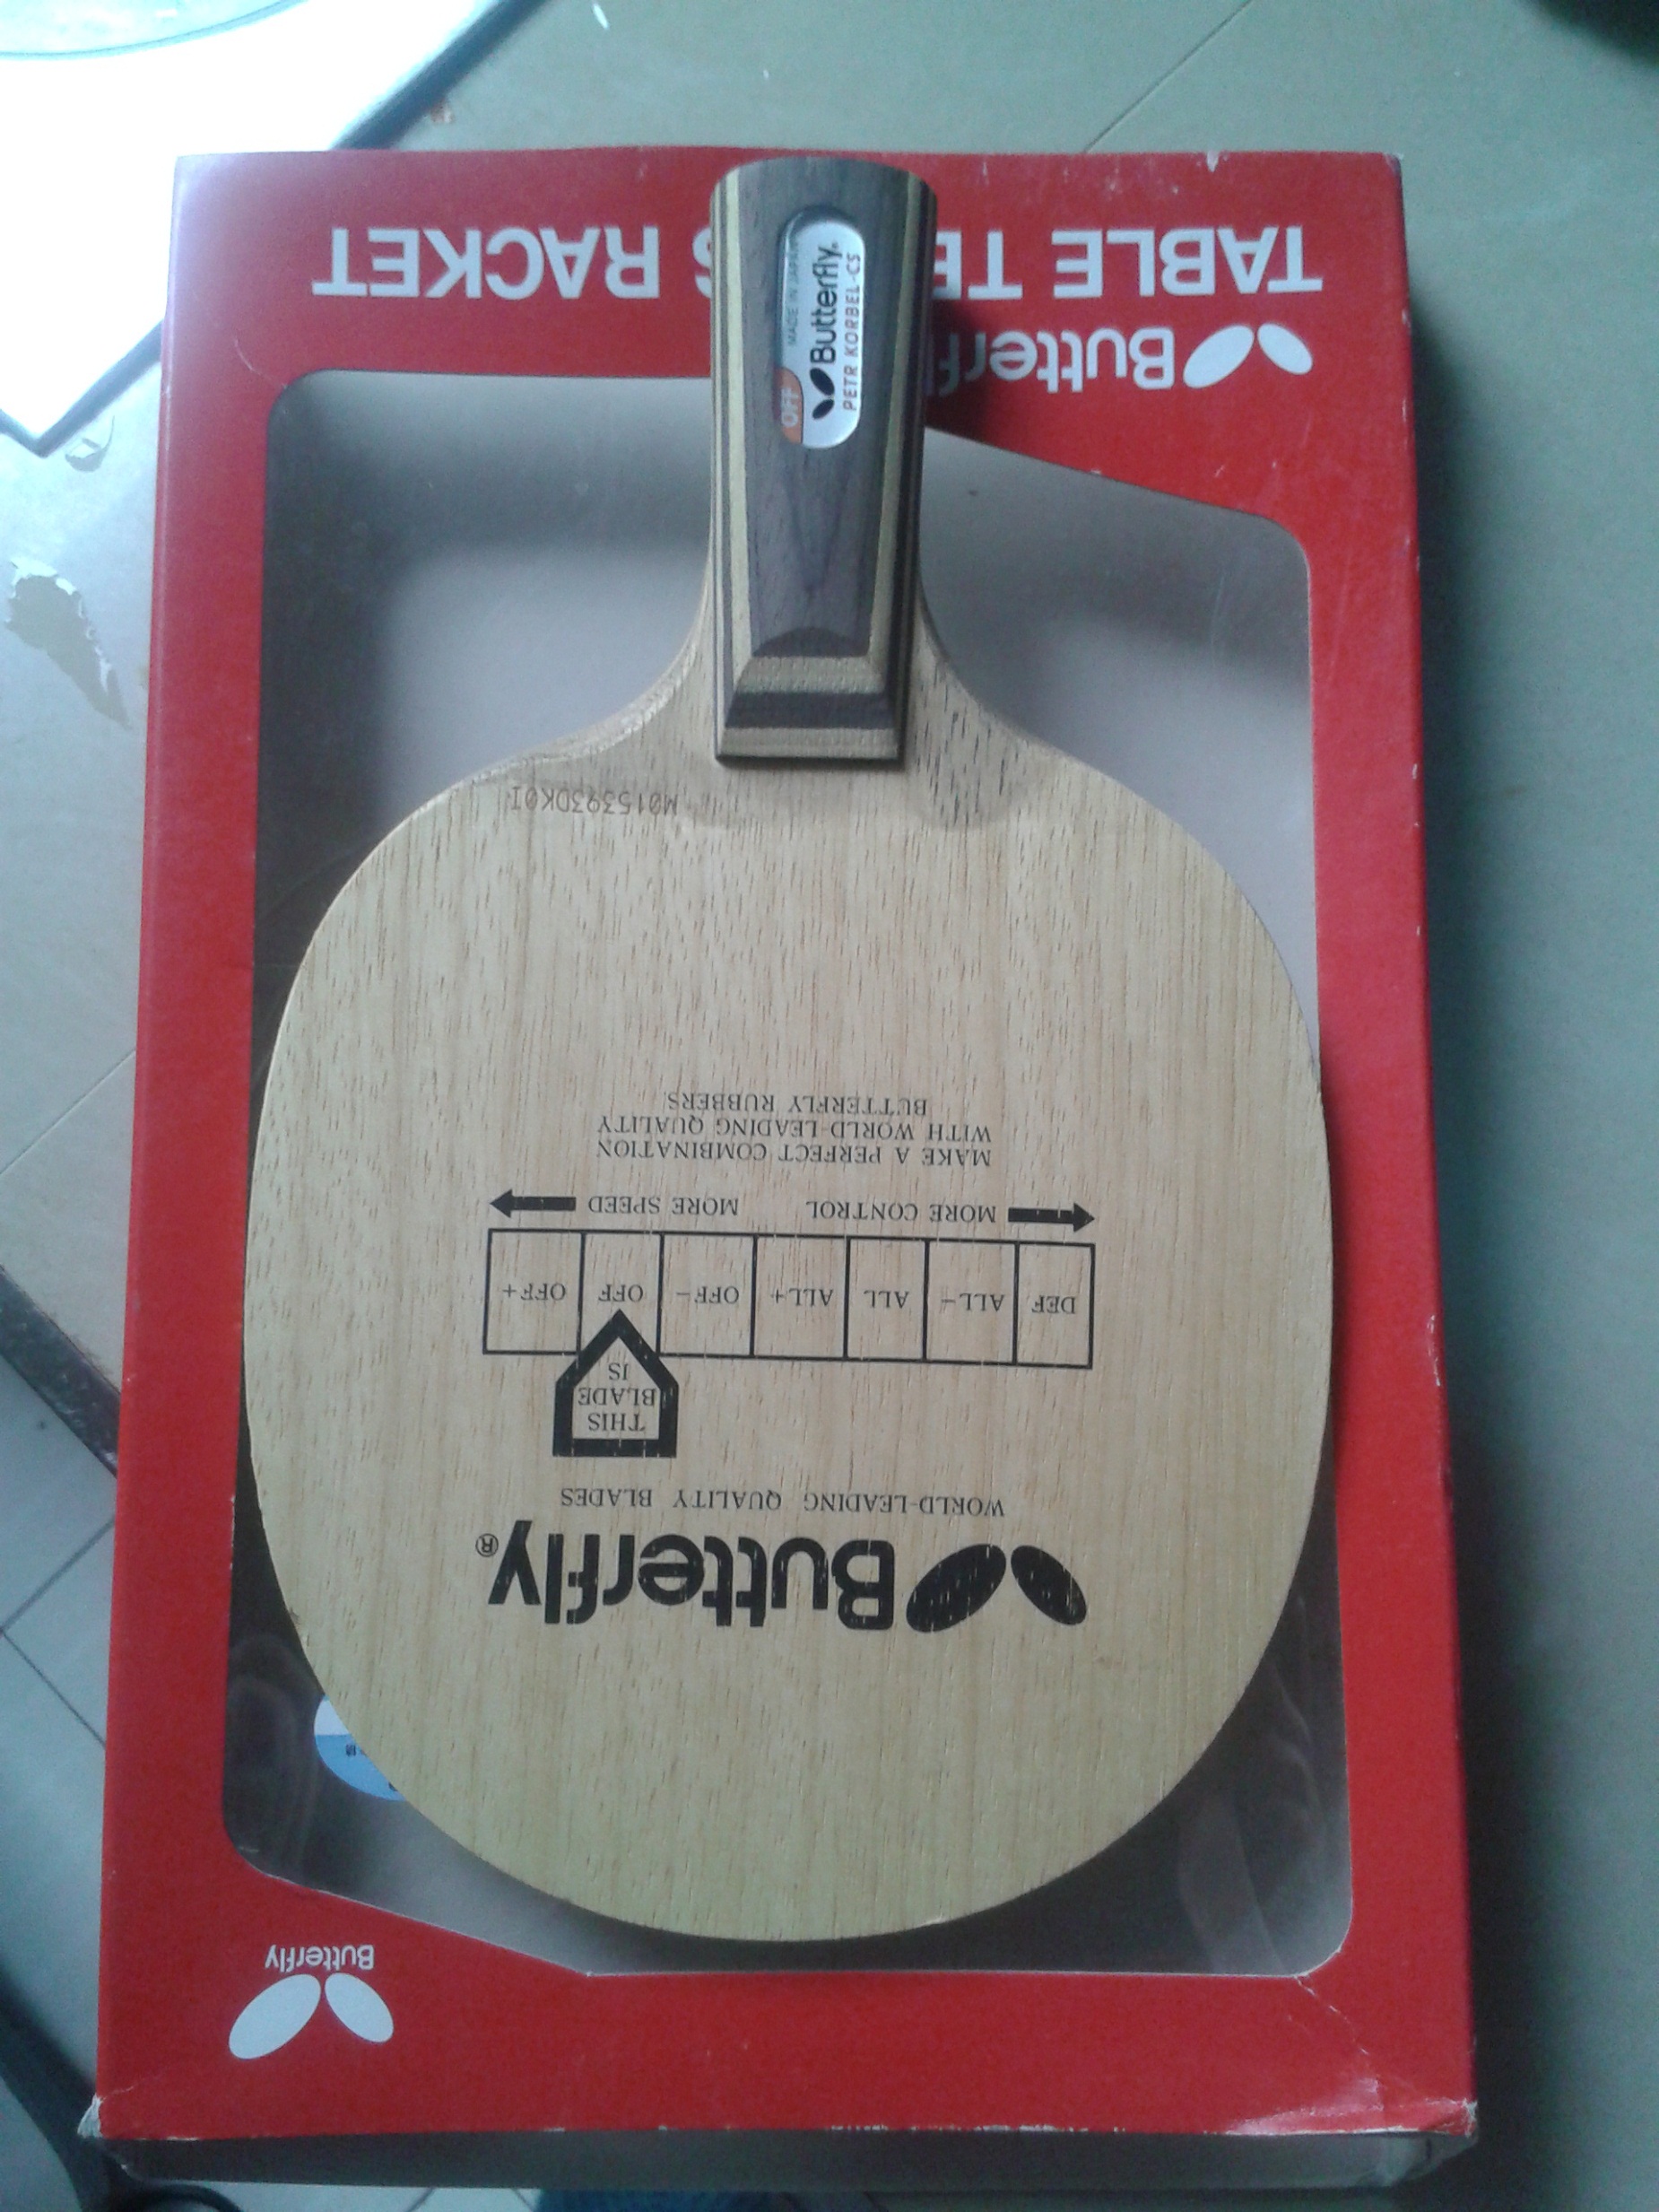 Butterfly
TABLE TE S RACKET
Butterfly®
WORLD-LEADING QUALITY BLADES
THIS
BLADE
IS
DEF ALL- ALL ALL+ OFF- OFF OFF+
MORE CONTROL MORE SPEED
MAKE A PERFECT COMBINATION
WITH WORLD-LEADING QUALITY
BUTTERFLY RUBBERS
M015393DK0I
OFF MADE IN JAPAN
Butterfly.
PETR KORBEL-CS
Butterfly